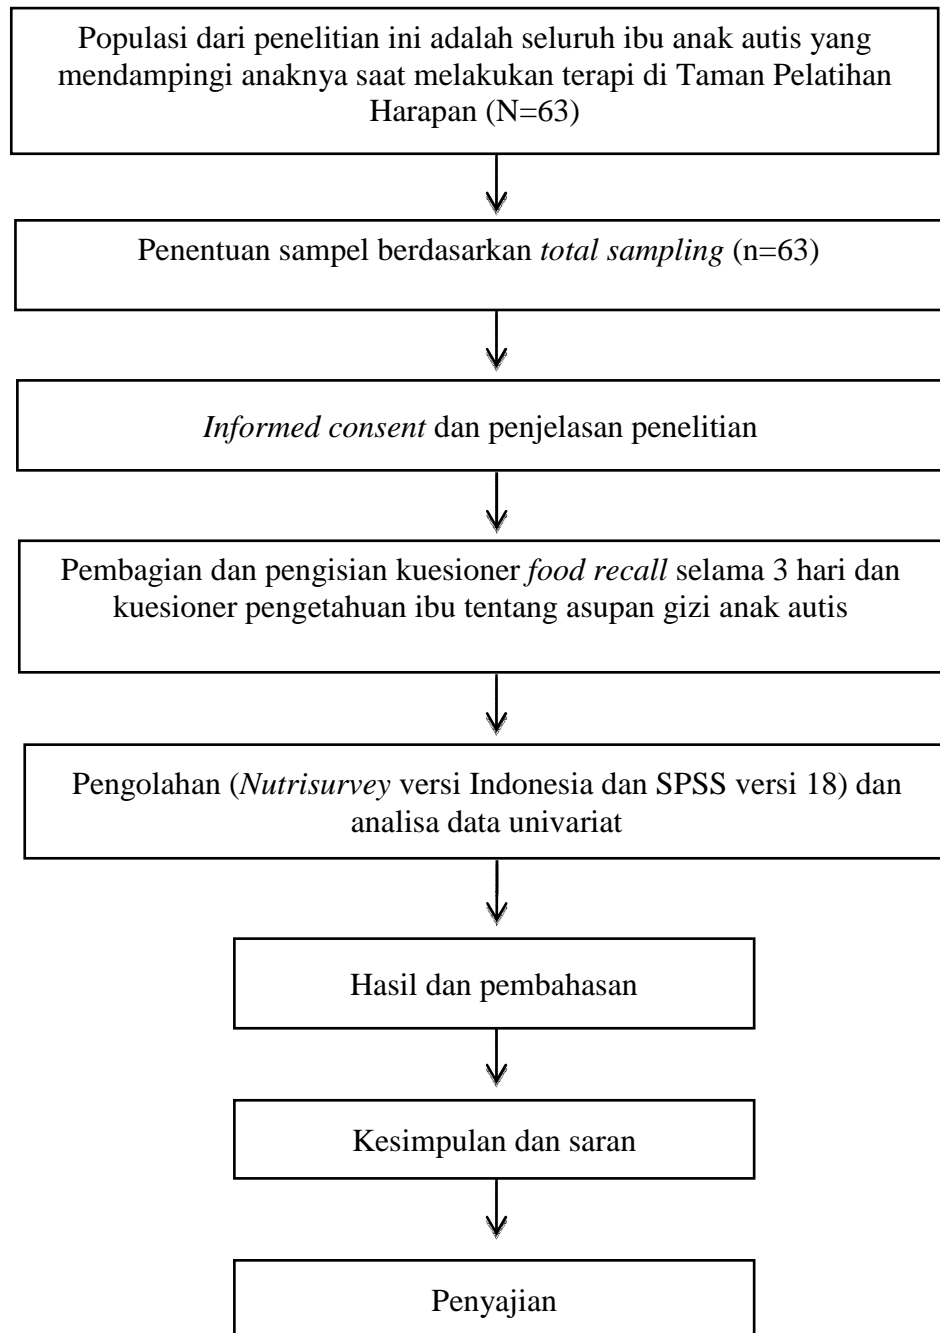 Populasi dari penelitian ini adalah seluruh ibu anak autis yang
mendampingi anaknya saat melakukan terapi di Taman Pelatihan
Harapan (N=63)
Penentuan sampel berdasarkan total sampling (n=63)
Informed consent dan penjelasan penelitian
Pembagian dan pengisian kuesioner food recall selama 3 hari dan
kuesioner pengetahuan ibu tentang asupan gizi anak autis
Pengolahan (Nutrisurvey versi Indonesia dan SPSS versi 18) dan
analisa data univariat
Hasil dan pembahasan
Kesimpulan dan saran
Penyajian